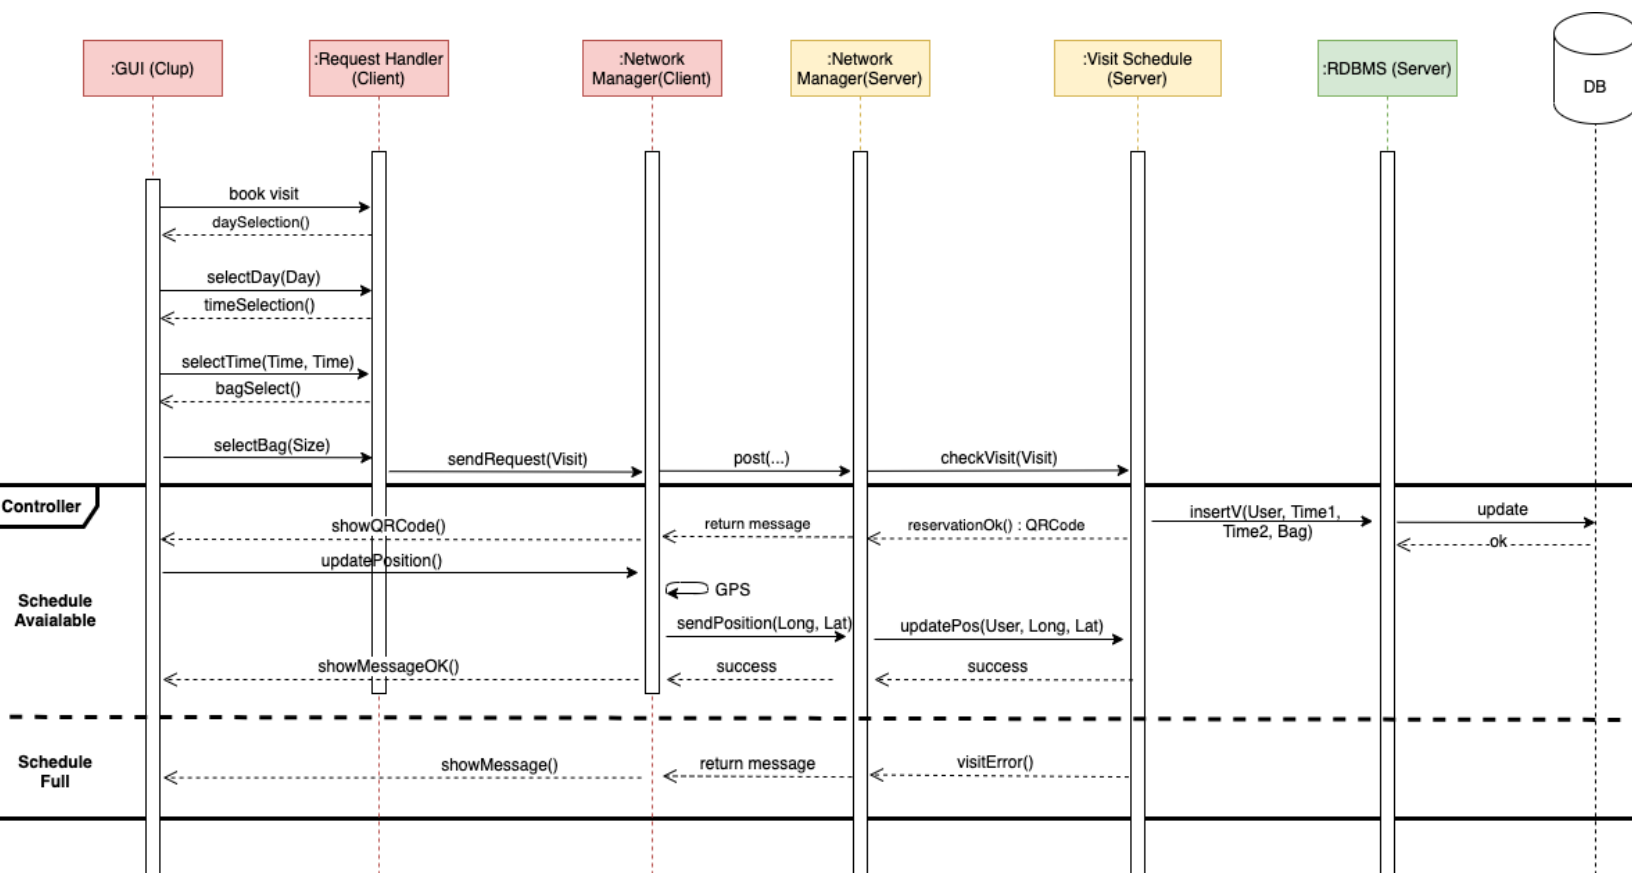 :GUI (Clup)
:Request Handler
(Client)
:Network
Manager(Client)
:Network
Manager(Server)
:Visit Schedule
(Server)
:RDBMS (Server)
DB
book visit
daySelection()
selectDay(Day)
timeSelection()
selectTime(Time, Time)
bagSelect()
selectBag(Size)
sendRequest(Visit)
post(...)
checkVisit(Visit)
Controller
showQRCode()
return message
reservationOk() : QRCode
insertV(User, Time1,
Time2, Bag)
update
ok
updatePosition()
GPS
Schedule
Avaialable
sendPosition(Long, Lat)
updatePos(User, Long, Lat)
showMessageOK()
success
success
Schedule
Full
showMessage()
return message
visitError()